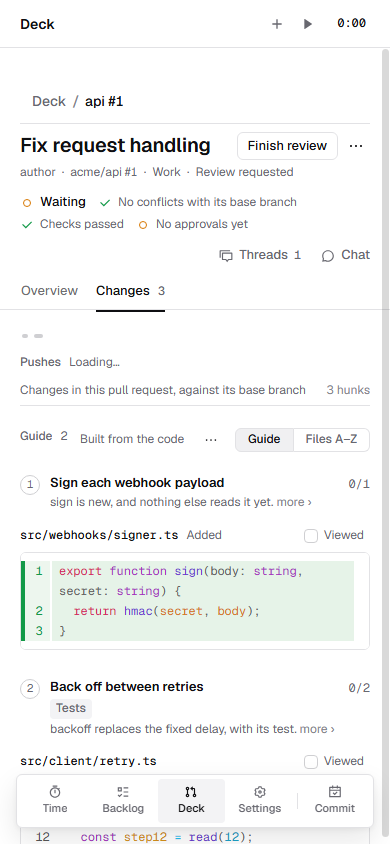 Deck
0:00
Deck / api #1
Fix request handling
Finish review
author · acme/api #1 · Work · Review requested
Waiting
No conflicts with its base branch
Checks passed
No approvals yet
Threads 1
Chat
Overview
Changes 3
Pushes Loading…
Changes in this pull request, against its base branch
3 hunks
Guide 2
Built from the code
Guide
Files A–Z
1
Sign each webhook payload
0/1
sign is new, and nothing else reads it yet. more ›
src/webhooks/signer.ts Added
Viewed
1 export function sign(body: string,
secret: string) {
2 return hmac(secret, body);
3 }
2
Back off between retries
0/2
Tests
backoff replaces the fixed delay, with its test. more ›
src/client/retry.ts
Viewed
Time
Backlog
Deck
Settings
Commit
12 const step12 = read(12);